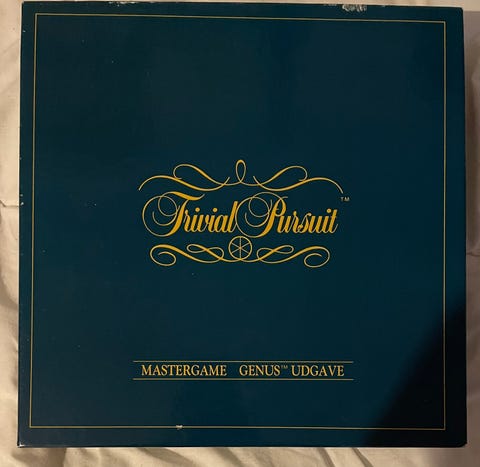 Trivial Pursuit™
MASTERGAME GENUS™ UDGAVE